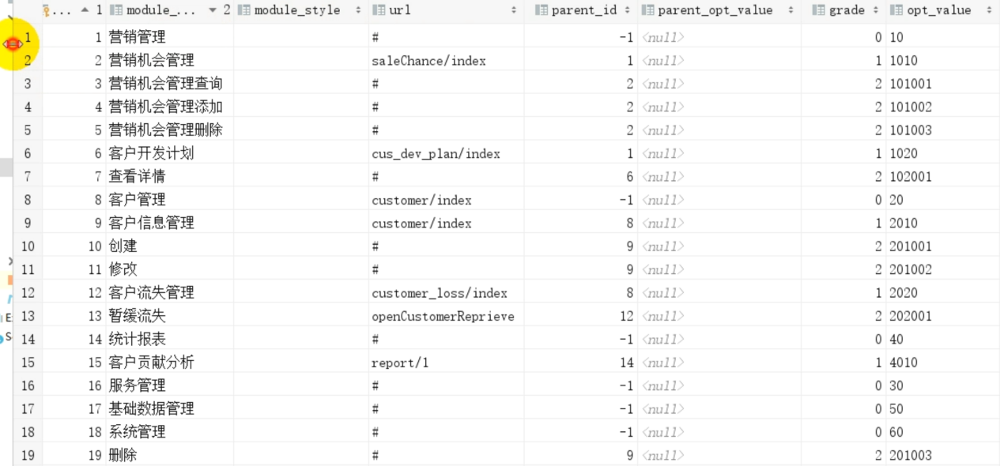 ... 1 module_... 2 module_style url parent_id parent_opt_value grade opt_value
1 1 营销管理 # -1 <null> 0 10
2 2 营销机会管理 saleChance/index 1 <null> 1 1010
3 3 营销机会管理查询 # 2 <null> 2 101001
4 4 营销机会管理添加 # 2 <null> 2 101002
5 5 营销机会管理删除 # 2 <null> 2 101003
6 6 客户开发计划 cus_dev_plan/index 1 <null> 1 1020
7 7 查看详情 # 6 <null> 2 102001
8 8 客户管理 customer/index -1 <null> 0 20
9 9 客户信息管理 customer/index 8 <null> 1 2010
10 10 创建 # 9 <null> 2 201001
11 11 修改 # 9 <null> 2 201002
12 12 客户流失管理 customer_loss/index 8 <null> 1 2020
13 13 暂缓流失 openCustomerReprieve 12 <null> 2 202001
14 14 统计报表 # -1 <null> 0 40
15 15 客户贡献分析 report/1 14 <null> 1 4010
16 16 服务管理 # -1 <null> 0 30
17 17 基础数据管理 # -1 <null> 0 50
18 18 系统管理 # -1 <null> 0 60
19 19 删除 # 9 <null> 2 201003